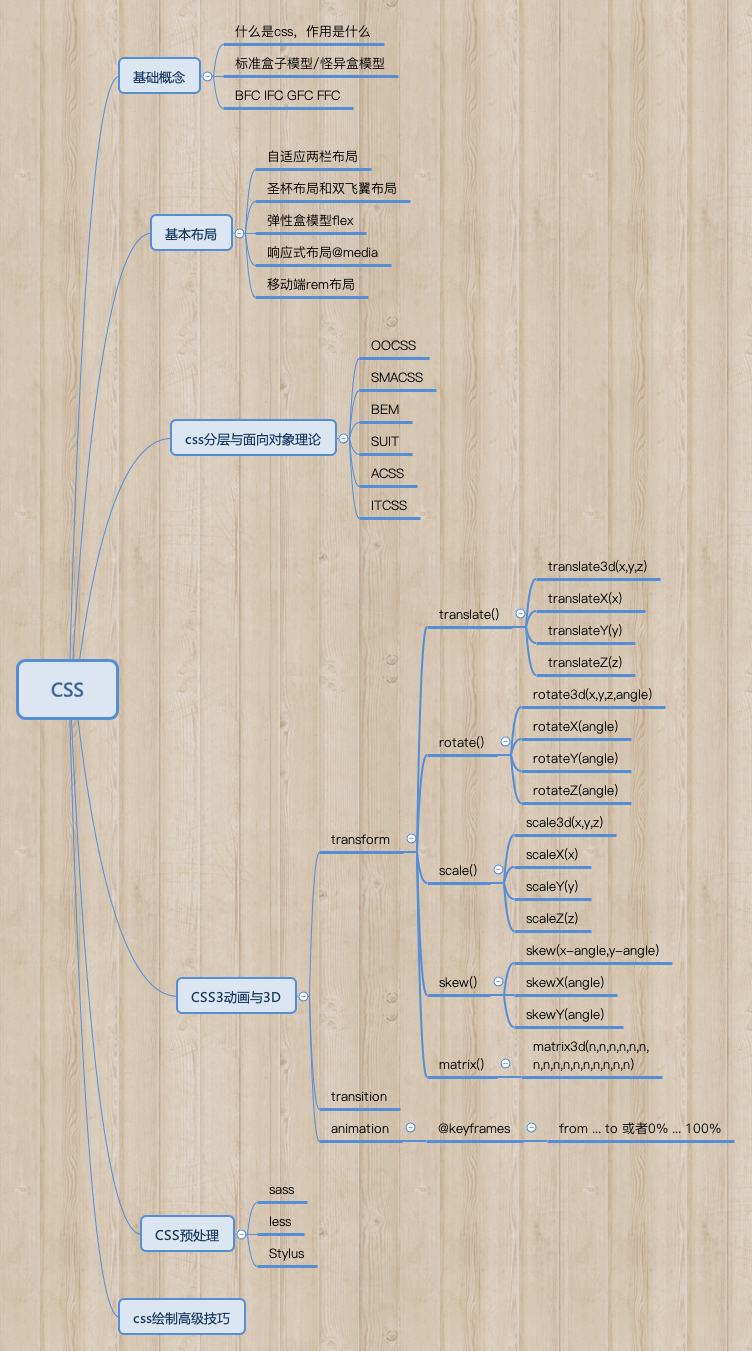 什么是css，作用是什么
标准盒子模型/怪异盒模型
基础概念
BFC IFC GFC FFC
自适应两栏布局
圣杯布局和双飞翼布局
弹性盒模型flex
基本布局
响应式布局@media
移动端rem布局
OOCSS
SMACSS
BEM
css分层与面向对象理论
SUIT
ACSS
ITCSS
translate3d(x,y,z)
translateX(x)
translate()
translateY(y)
translateZ(z)
CSS
rotate3d(x,y,z,angle)
rotateX(angle)
rotate()
rotateY(angle)
rotateZ(angle)
scale3d(x,y,z)
transform
scaleX(x)
scale()
scaleY(y)
scaleZ(z)
skew(x-angle,y-angle)
skew()
skewX(angle)
CSS3动画与3D
skewY(angle)
matrix3d(n,n,n,n,n,n,
matrix()
n,n,n,n,n,n,n,n,n,n)
transition
animation
@keyframes
from ... to 或者0% ... 100%
sass
less
CSS预处理
Stylus
css绘制高级技巧